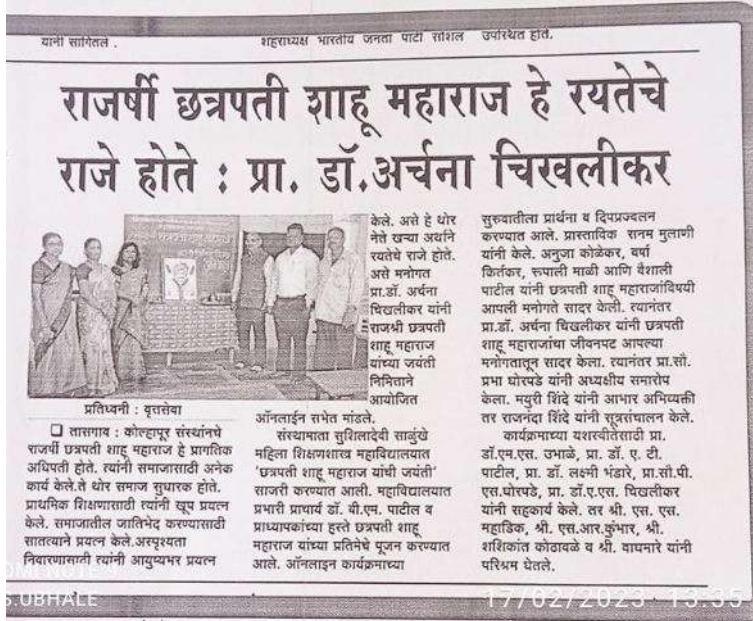 यांनी सांगितले .
शहराध्यक्ष भारतीय जनता पार्टी उपस्थित होते.
राजर्षी छत्रपती शाहू महाराज हे रयतेचे
राजे होते : प्रा. डॉ.अर्चना चिखलीकर
प्रतिध्वनी : वृत्तसेवा
❑ तासगाव : कोल्हापूर संस्थांनचे
राजर्षी छत्रपती शाहू महाराज हे प्रागतिक
अधिपती होते. त्यांनी समाजासाठी अनेक
कार्य केले.ते थोर समाज सुधारक होते.
प्राथमिक शिक्षणासाठी त्यांनी खूप प्रयत्न
केले. समाजातील जातिभेद करण्यासाठी
सातत्याने प्रयत्न केले.अस्पृश्यता
निवारणासाठी त्यांनी आयुष्यभर प्रयत्न
केले. असे हे थोर
नेते खऱ्या अर्थाने
रयतेचे राजे होते.
असे मनोगत
प्रा.डॉ. अर्चना
चिखलीकर यांनी
राजश्री छत्रपती
शाहू महाराज
यांच्या जयंती
निमिताने
आयोजित
ऑनलाईन सभेत मांडले.
संस्थामाता सुशिलादेवी साळुंखे
महिला शिक्षणशास्त्र महाविद्यालयात
'छत्रपती शाहू महाराज यांची जयंती'
साजरी करण्यात आली. महाविद्यालयात
प्रभारी प्राचार्य डॉ. बी.एम. पाटील व
प्राध्यापकांच्या हस्ते छत्रपती शाहू
महाराज यांच्या प्रतिमेचे पूजन करण्यात
आले. ऑनलाइन कार्यक्रमाच्या
सुरुवातीला प्रार्थना व दिपप्रज्वलन
करण्यात आले. प्रास्ताविक सनम मुलाणी
यांनी केले. अनुजा कोळेकर, वर्षा
किर्तकर, रूपाली माळी आणि वैशाली
पाटील यांनी छत्रपती शाहू महाराजांविषयी
आपली मनोगते सादर केली. त्यानंतर
प्रा.डॉ. अर्चना चिखलीकर यांनी छत्रपती
शाहू महाराजांचा जीवनपट आपल्या
मनोगतातून सादर केला. त्यानंतर प्रा.सौ.
प्रभा घोरपडे यांनी अध्यक्षीय समारोप
केला. मयुरी शिंदे यांनी आभार अभिव्यक्ती
तर राजनंदा शिंदे यांनी सूत्रसंचालन केले.
कार्यक्रमाच्या यशस्वीतेसाठी प्रा.
डॉ.एम.एस. उभाळे, प्रा. डॉ. ए. टी.
पाटील, प्रा. डॉ. लक्ष्मी भंडारे, प्रा.सौ.पी.
एस.घोरपडे, प्रा. डॉ.ए.एस. चिखलीकर
यांनी सहकार्य केले. तर श्री. एस. एस.
महाडिक, श्री. एस.आर.कुंभार, श्री.
शशिकांत कोठावळे व श्री. वाघमारे यांनी
परिश्रम घेतले.
S.UBHALE
17/02/2023 13:35